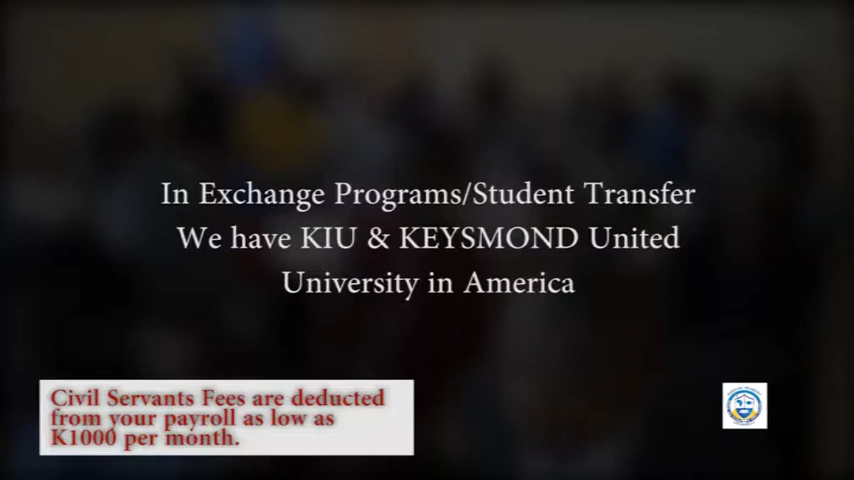 In Exchange Programs/Student Transfer
We have KIU & KEYSMOND United
University in America
Civil Servants Fees are deducted
from your payroll as low as
K1000 per month.